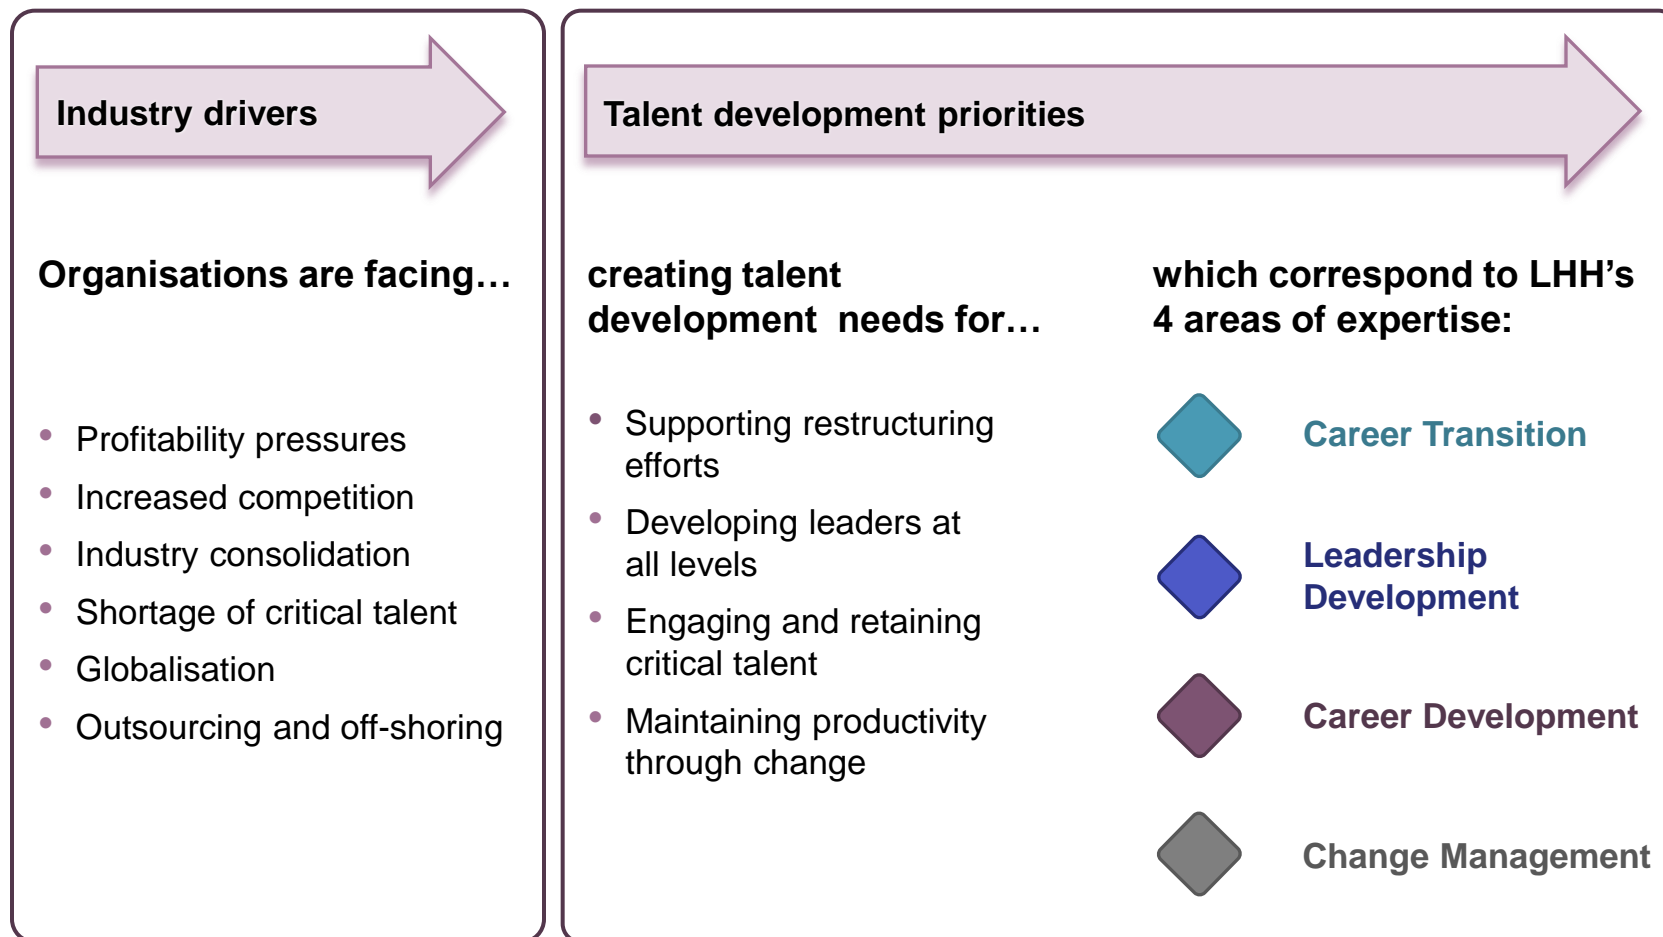 Industry drivers
Organisations are facing…
Profitability pressures
Increased competition
Industry consolidation
Shortage of critical talent
Globalisation
Outsourcing and off-shoring
Talent development priorities
creating talent
development  needs for…
Supporting restructuring
efforts
Developing leaders at
all levels
Engaging and retaining
critical talent
Maintaining productivity
through change
which correspond to LHH’s
4 areas of expertise:
Career Transition
Leadership
Development
Career Development
Change Management